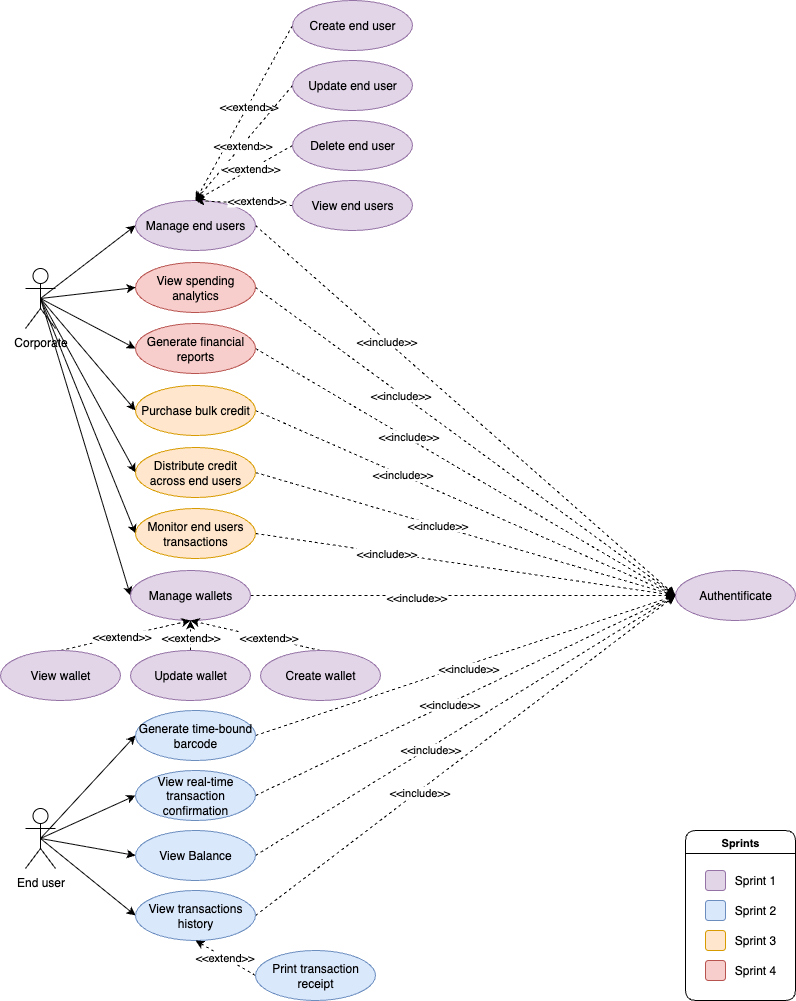 Create end user
Update end user
<<extend>>
Delete end user
<<extend>>
<<extend>>
<<extend>>
View end users
Manage end users
View spending
analytics
Corporate
Generate financial
reports
<<include>>
<<include>>
Purchase bulk credit
<<include>>
Distribute credit
across end users
<<include>>
Monitor end users
transactions
<<include>>
<<include>>
Manage wallets
<<include>>
Authentificate
<<extend>>
<<extend>>
<<extend>>
View wallet
Update wallet
Create wallet
<<include>>
Generate time-bound
barcode
<<include>>
<<include>>
View real-time
transaction
confirmation
<<include>>
View Balance
End user
View transactions
history
<<extend>>
Print transaction
receipt
Sprints
Sprint 1
Sprint 2
Sprint 3
Sprint 4